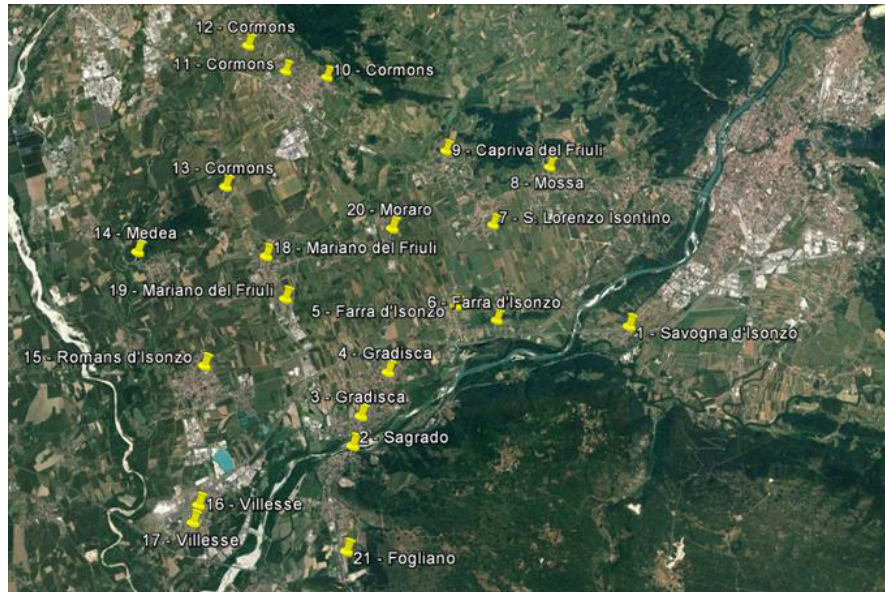 12 - Cormons
11 - Cormons
10 - Cormons
9 - Capriva del Friuli
8 - Mossa
13 - Cormons
20 - Moraro
7 - S. Lorenzo Isontino
14 - Medea
18 - Mariano del Friuli
19 - Mariano del Friuli
5 - Farra d'Isonzo
6 - Farra d'Isonzo
1 - Savogna d'Isonzo
15 - Romans d'Isonzo
4 - Gradisca
3 - Gradisca
2 - Sagrado
16 - Villesse
17 - Villesse
21 - Fogliano